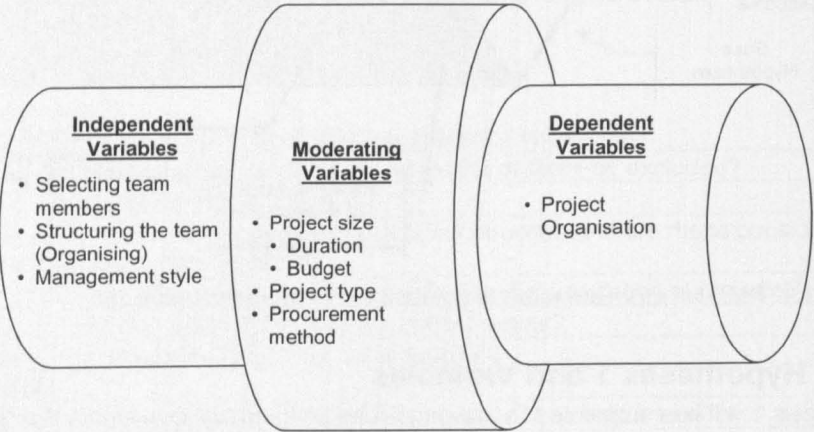 Independent
Variables
• Selecting team
members
• Structuring the team
(Organising)
• Management style
Moderating
Variables
• Project size
• Duration
• Budget
• Project type
• Procurement
method
Dependent
Variables
• Project
Organisation